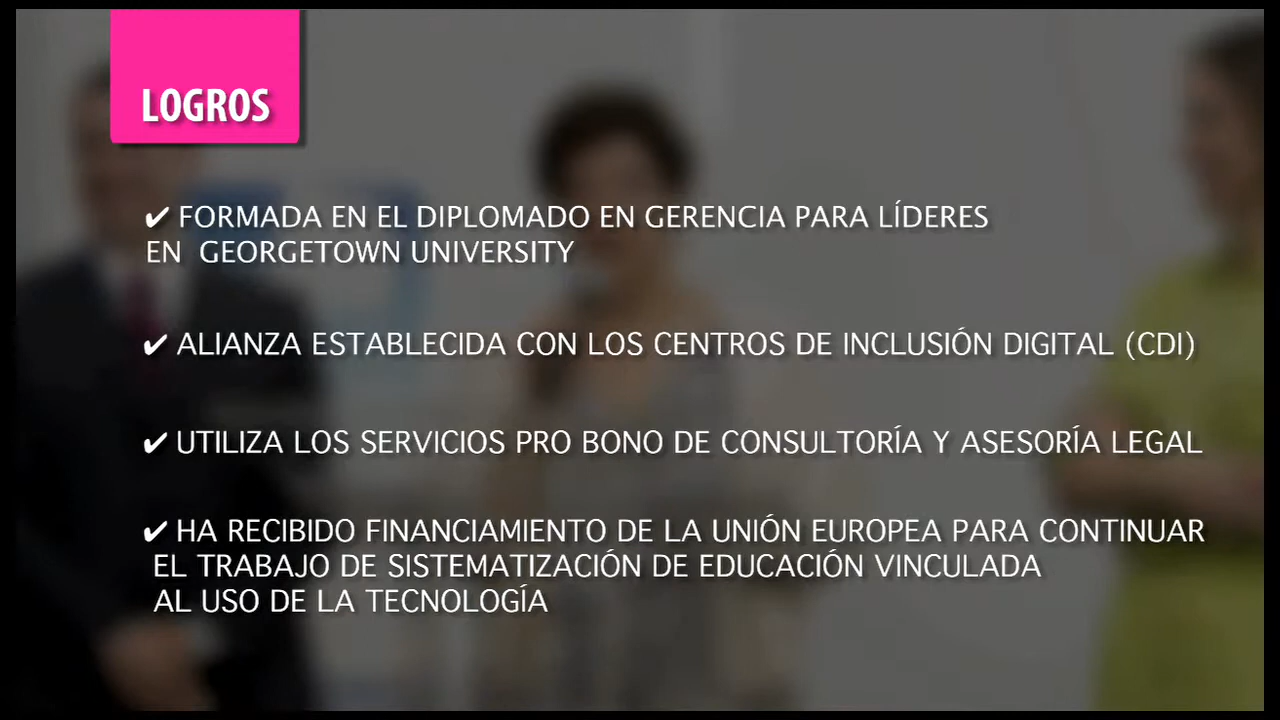 LOGROS
✔ FORMADA EN EL DIPLOMADO EN GERENCIA PARA LÍDERES
EN GEORGETOWN UNIVERSITY
✔ ALIANZA ESTABLECIDA CON LOS CENTROS DE INCLUSIÓN DIGITAL (CDI)
✔ UTILIZA LOS SERVICIOS PRO BONO DE CONSULTORÍA Y ASESORÍA LEGAL
✔ HA RECIBIDO FINANCIAMIENTO DE LA UNIÓN EUROPEA PARA CONTINUAR
EL TRABAJO DE SISTEMATIZACIÓN DE EDUCACIÓN VINCULADA
AL USO DE LA TECNOLOGÍA